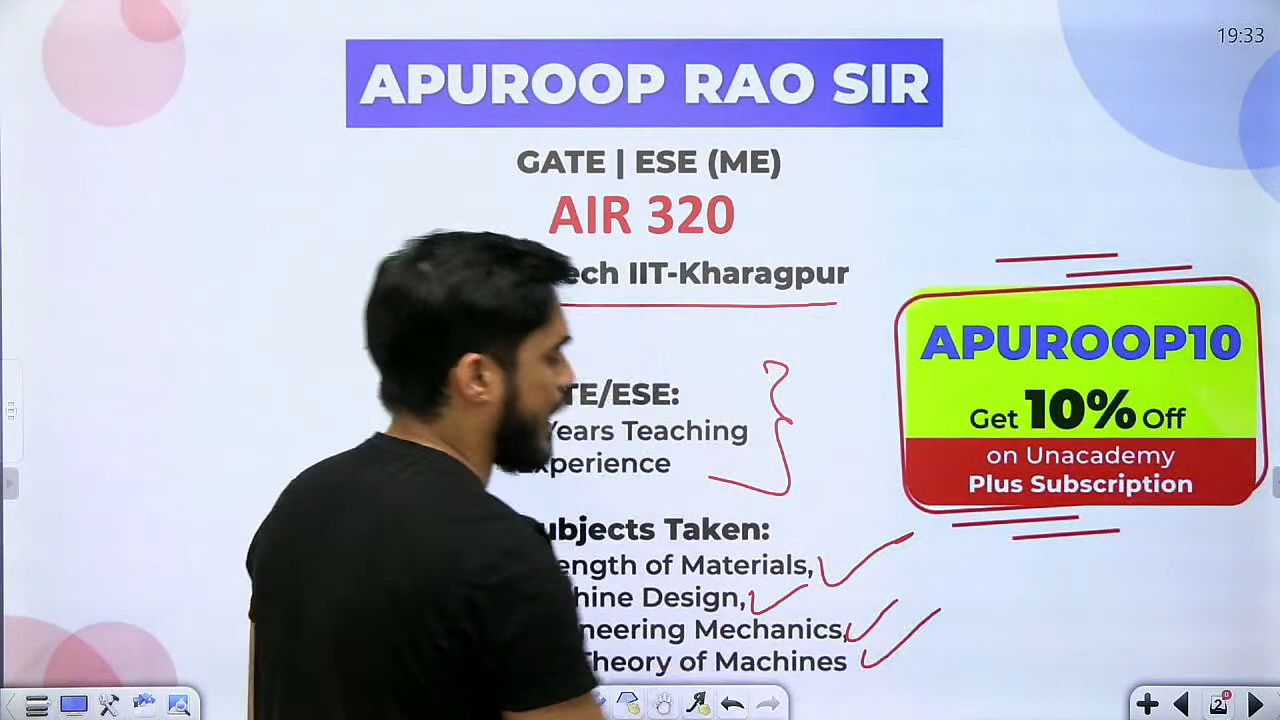 19:33
APUROOP RAO SIR
GATE | ESE (ME)
AIR 320
ech IIT-Kharagpur
TE/ESE:
Years Teaching
xperience
ubjects Taken:
ength of Materials,
hine Design,
neering Mechanics,
Theory of Machines
APUROOP10
Get 10% Off
on Unacademy
Plus Subscription
2
0